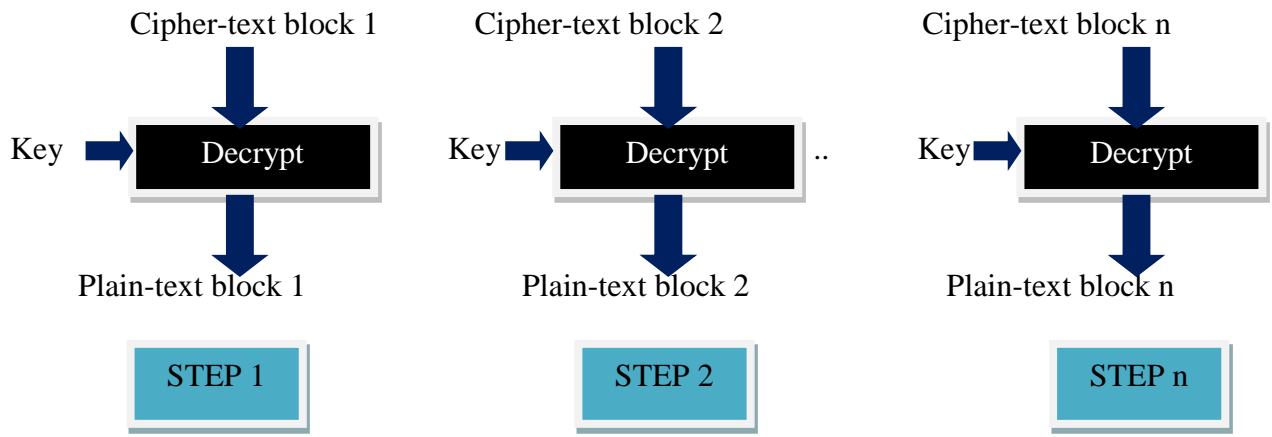 Cipher-text block 1 Cipher-text block 2 Cipher-text block n
Key Decrypt Key Decrypt .. Key Decrypt
Plain-text block 1 Plain-text block 2 Plain-text block n
STEP 1 STEP 2 STEP n